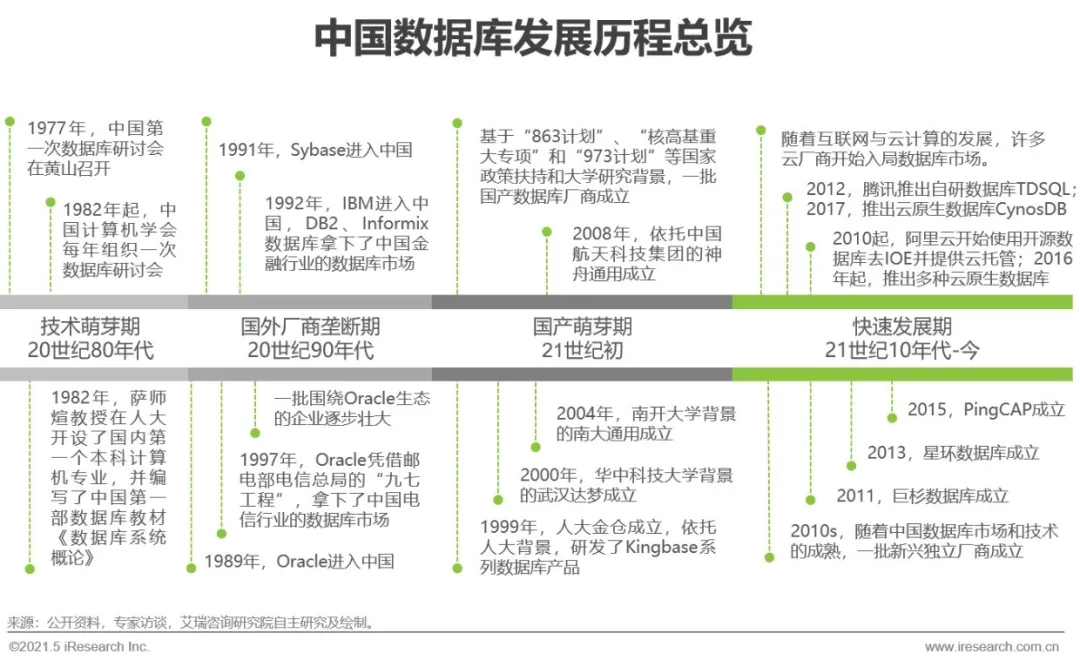 中国数据库发展历程总览
1977年，中国第
一次数据库研讨会
在黄山召开
1982年起，中
国计算机学会
每年组织一次
数据库研讨会
1991年，Sybase进入中国
1992年，IBM进入中
国，DB2、Informix
数据库拿下了中国金
融行业的数据库市场
基于“863计划”、“核高基重
大专项”和“973计划”等国家
政策扶持和大学研究背景，一批
国产数据库厂商成立
2008年，依托中国
航天科技集团的神
舟通用成立
随着互联网与云计算的发展，许多
云厂商开始入局数据库市场。
2012，腾讯推出自研数据库TDSQL；
2017，推出云原生数据库CynosDB
2010起，阿里云开始使用开源数
据库去IOE并提供云托管；2016
年起，推出多种云原生数据库
技术萌芽期
20世纪80年代
国外厂商垄断期
20世纪90年代
国产萌芽期
21世纪初
快速发展期
21世纪10年代-今
1982年，萨师
煊教授在人大
开设了国内第
一个本科计算
机专业，并编
写了中国第一
部数据库教材
《数据库系统
概论》
一批围绕Oracle生态
的企业逐步壮大
1997年，Oracle凭借邮
电部电信总局的“九七
工程”，拿下了中国电
信行业的数据库市场
1989年，Oracle进入中国
2004年，南开大学背景
的南大通用成立
2000年，华中科技大学背景
的武汉达梦成立
1999年，人大金仓成立，依托
人大背景，研发了Kingbase系
列数据库产品
2015，PingCAP成立
2013，星环数据库成立
2011，巨杉数据库成立
2010s，随着中国数据库市场和技术
的成熟，一批新兴独立厂商成立
来源：公开资料，专家访谈，艾瑞咨询研究院自主研究及绘制。
©2021.5 iResearch Inc.
www.iresearch.com.cn